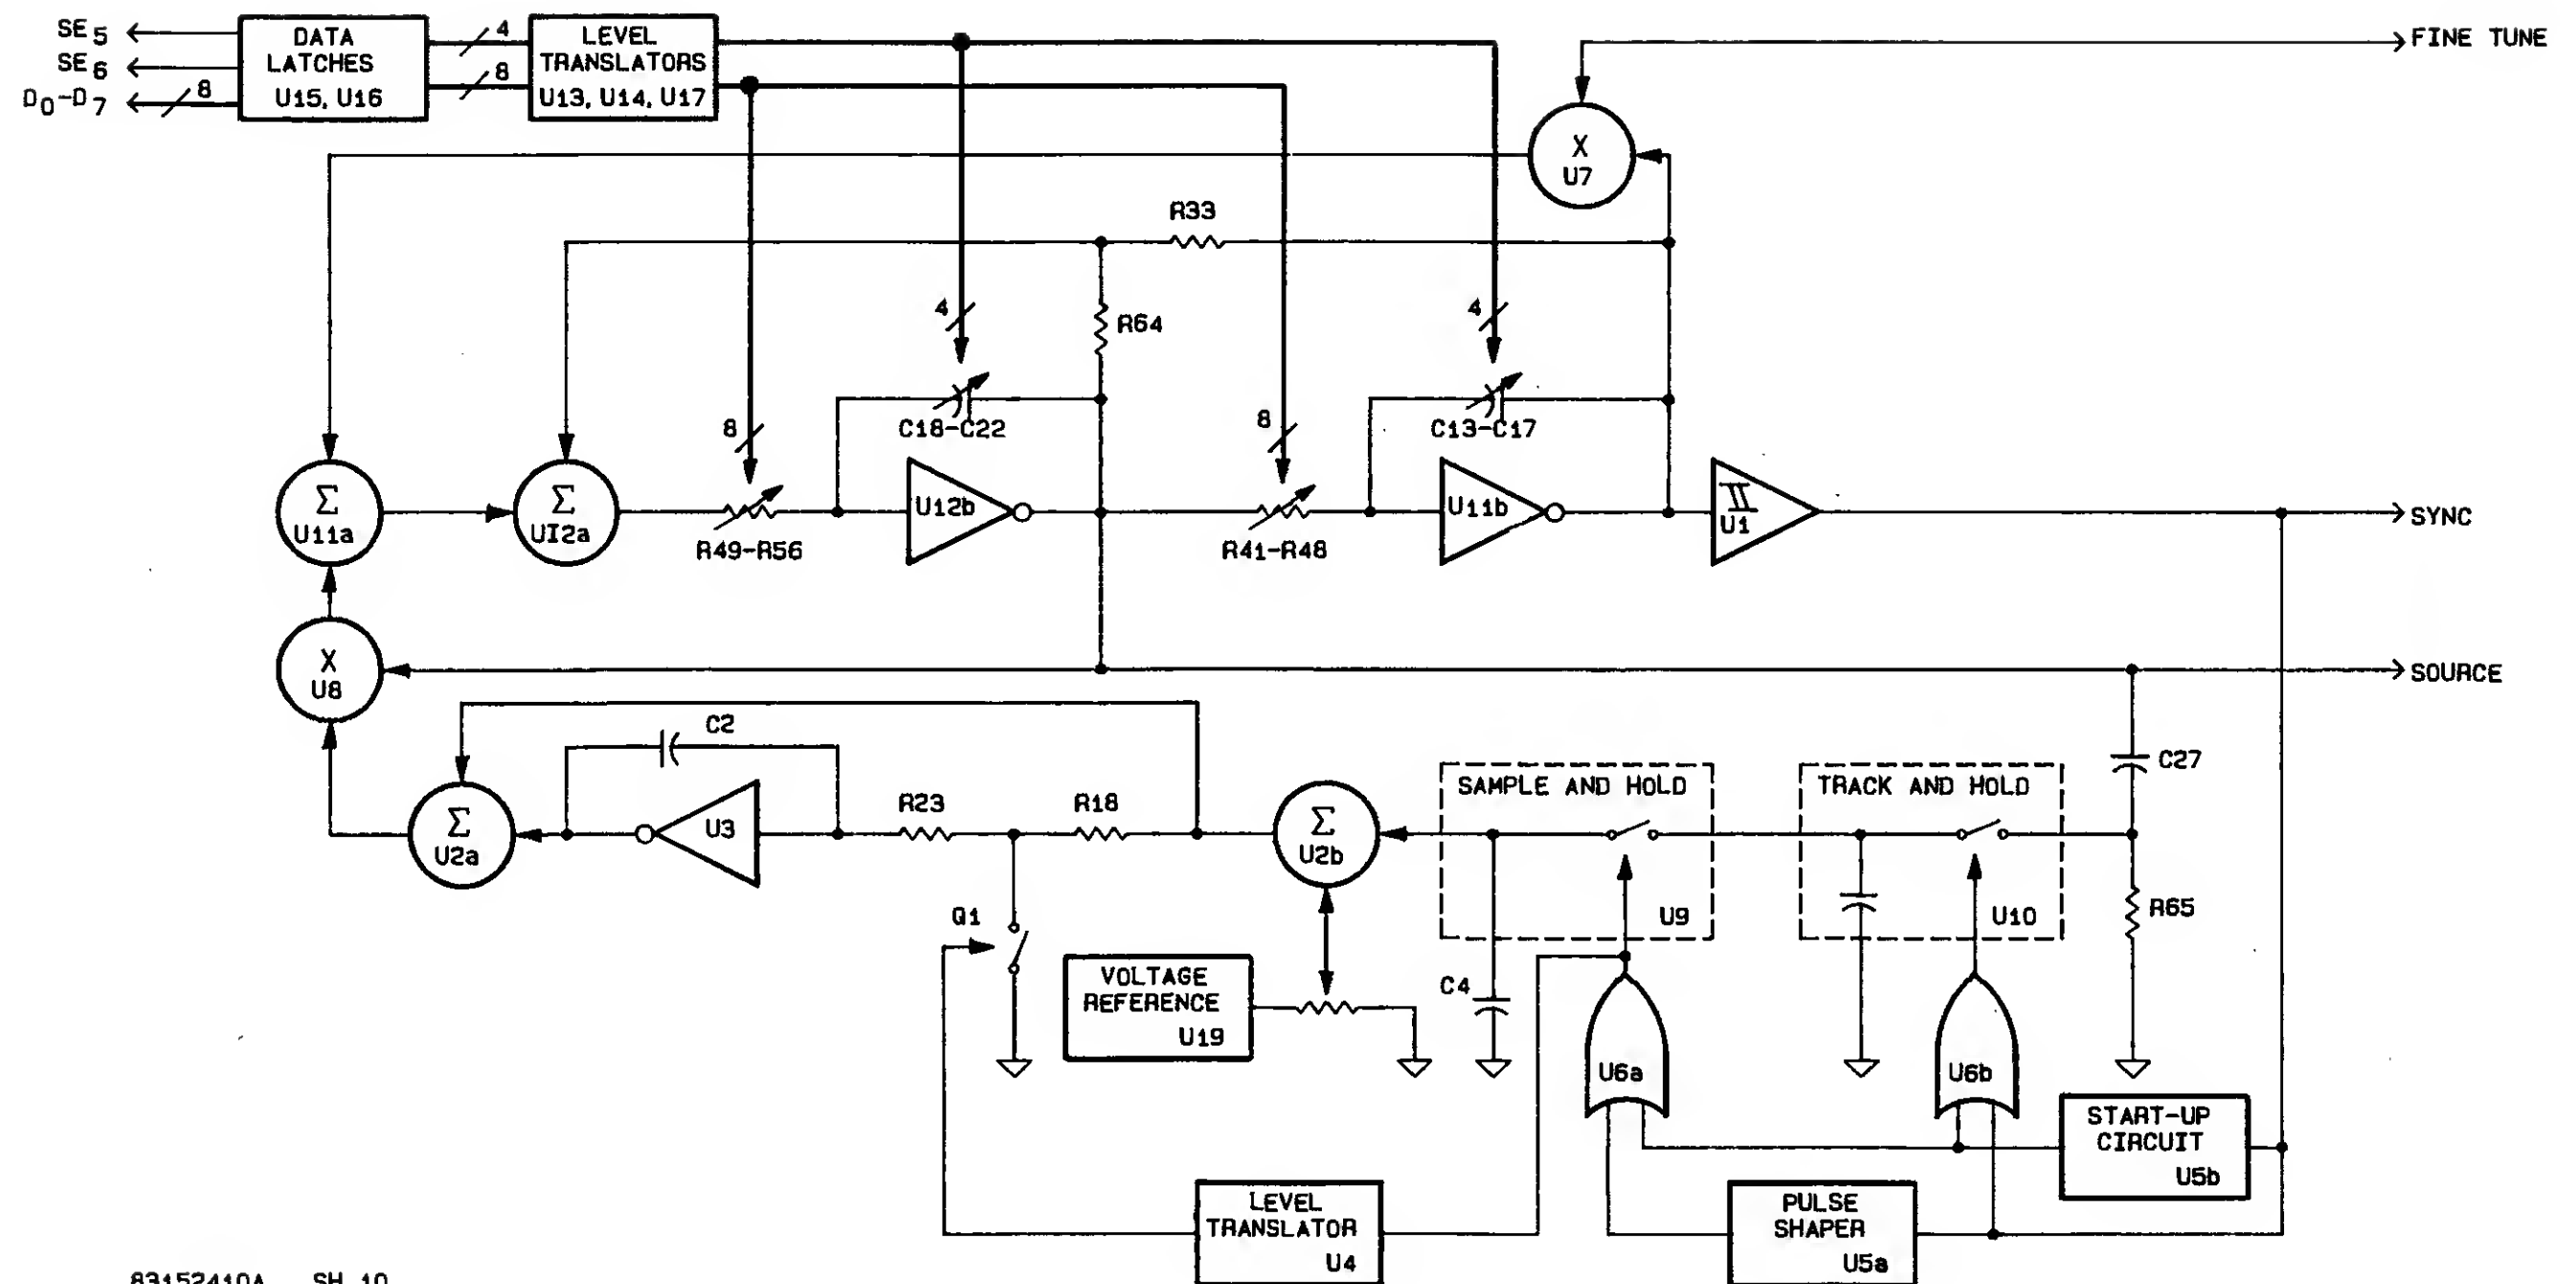 SE5
SE6
D0-D7
8
DATA
LATCHES
U15, U16
4
8
LEVEL
TRANSLATORS
U13, U14, U17
FINE TUNE
X
U7
R33
R64
4
4
8
8
C18-C22
C13-C17
Σ
U11a
Σ
UI2a
R49-R56
U12b
R41-R48
U11b
U1
SYNC
X
U8
SOURCE
C2
C27
Σ
U2a
U3
R23
R18
Σ
U2b
SAMPLE AND HOLD
U9
TRACK AND HOLD
U10
R65
Q1
VOLTAGE
REFERENCE
U19
C4
U6a
U6b
START-UP
CIRCUIT
U5b
LEVEL
TRANSLATOR
U4
PULSE
SHAPER
U5a
83152410A SH 10